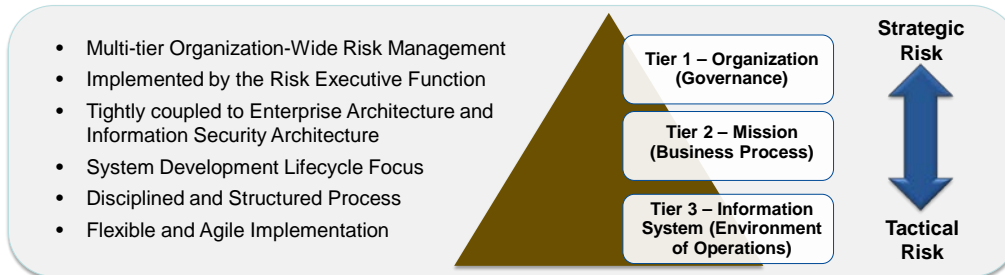 • Multi-tier Organization-Wide Risk Management
• Implemented by the Risk Executive Function
• Tightly coupled to Enterprise Architecture and
Information Security Architecture
• System Development Lifecycle Focus
• Disciplined and Structured Process
• Flexible and Agile Implementation
Tier 1 – Organization
(Governance)
Tier 2 – Mission
(Business Process)
Tier 3 – Information
System (Environment
of Operations)
Strategic
Risk
Tactical
Risk